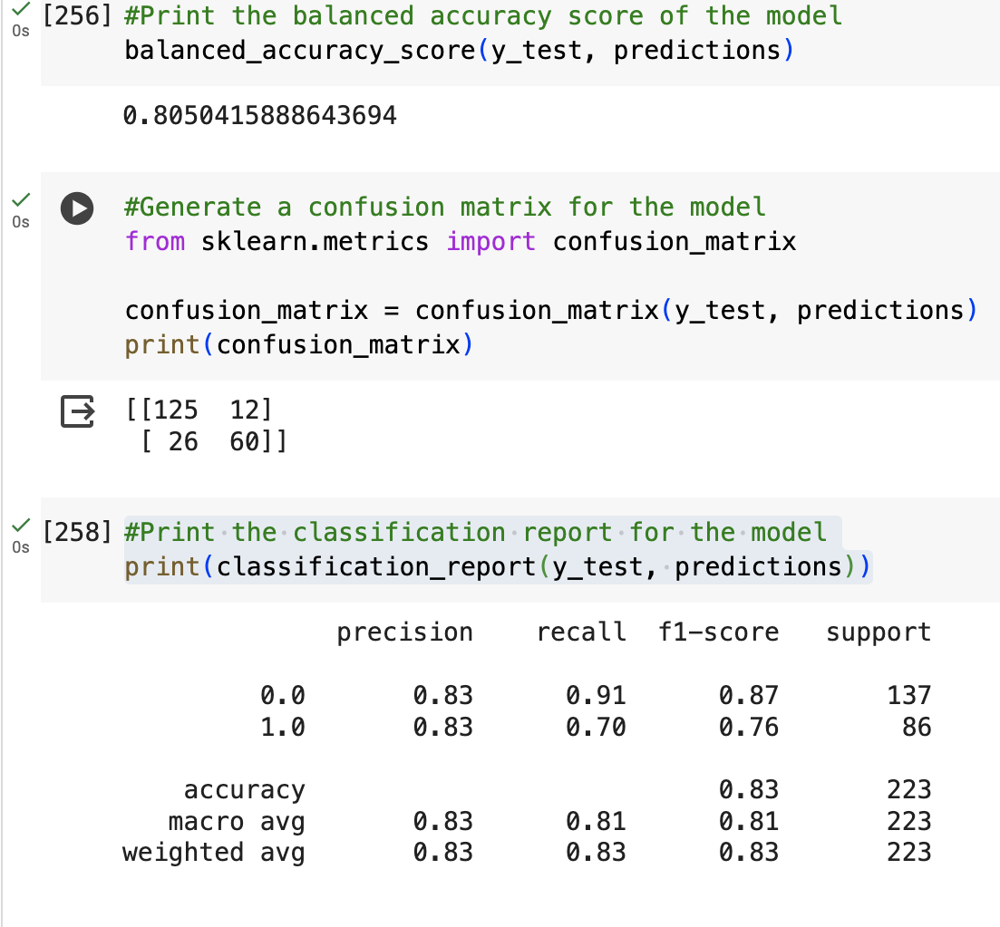 [256] #Print the balanced accuracy score of the model
0s balanced_accuracy_score(y_test, predictions)
0.8050415888643694
#Generate a confusion matrix for the model
0s from sklearn.metrics import confusion_matrix
confusion_matrix = confusion_matrix(y_test, predictions)
print(confusion_matrix)
[[125  12]
 [ 26  60]]
[258] #Print the classification report for the model
0s print(classification_report(y_test, predictions))
precision recall f1-score support
0.0 0.83 0.91 0.87 137
1.0 0.83 0.70 0.76 86
accuracy 0.83 223
macro avg 0.83 0.81 0.81 223
weighted avg 0.83 0.83 0.83 223